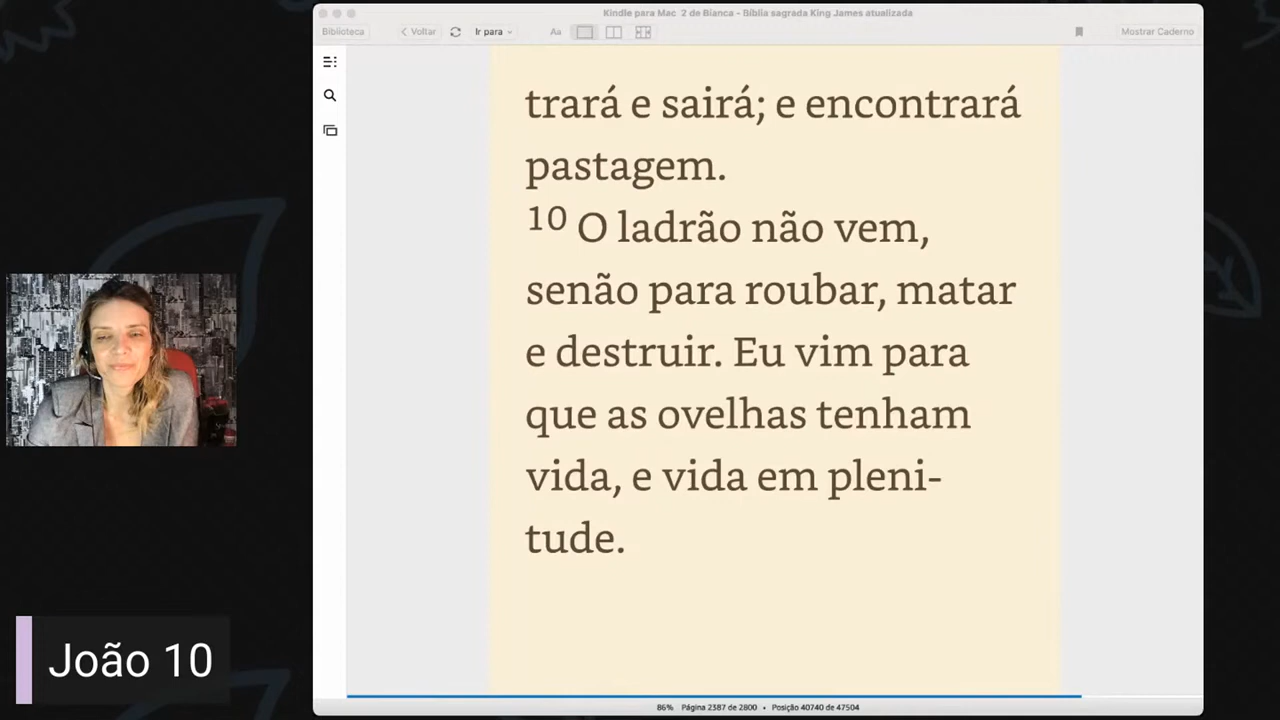 Kindle para Mac 2 de Bianca - Bíblia sagrada King James atualizada
Biblioteca
Voltar
Ir para
Aa
Mostrar Caderno
trará e sairá; e encontrará
pastagem.
10 O ladrão não vem,
senão para roubar, matar
e destruir. Eu vim para
que as ovelhas tenham
vida, e vida em pleni-
tude.
João 10
86% Página 2387 de 2800 • Posição 40740 de 47504